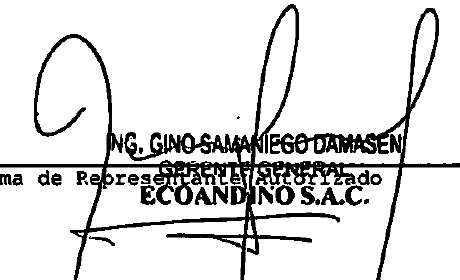 ING. GINO SAMANIEGO DAMASEN
GERENTE GENERAL
ma de Representante Autorizado
ECOANDINO S.A.C.